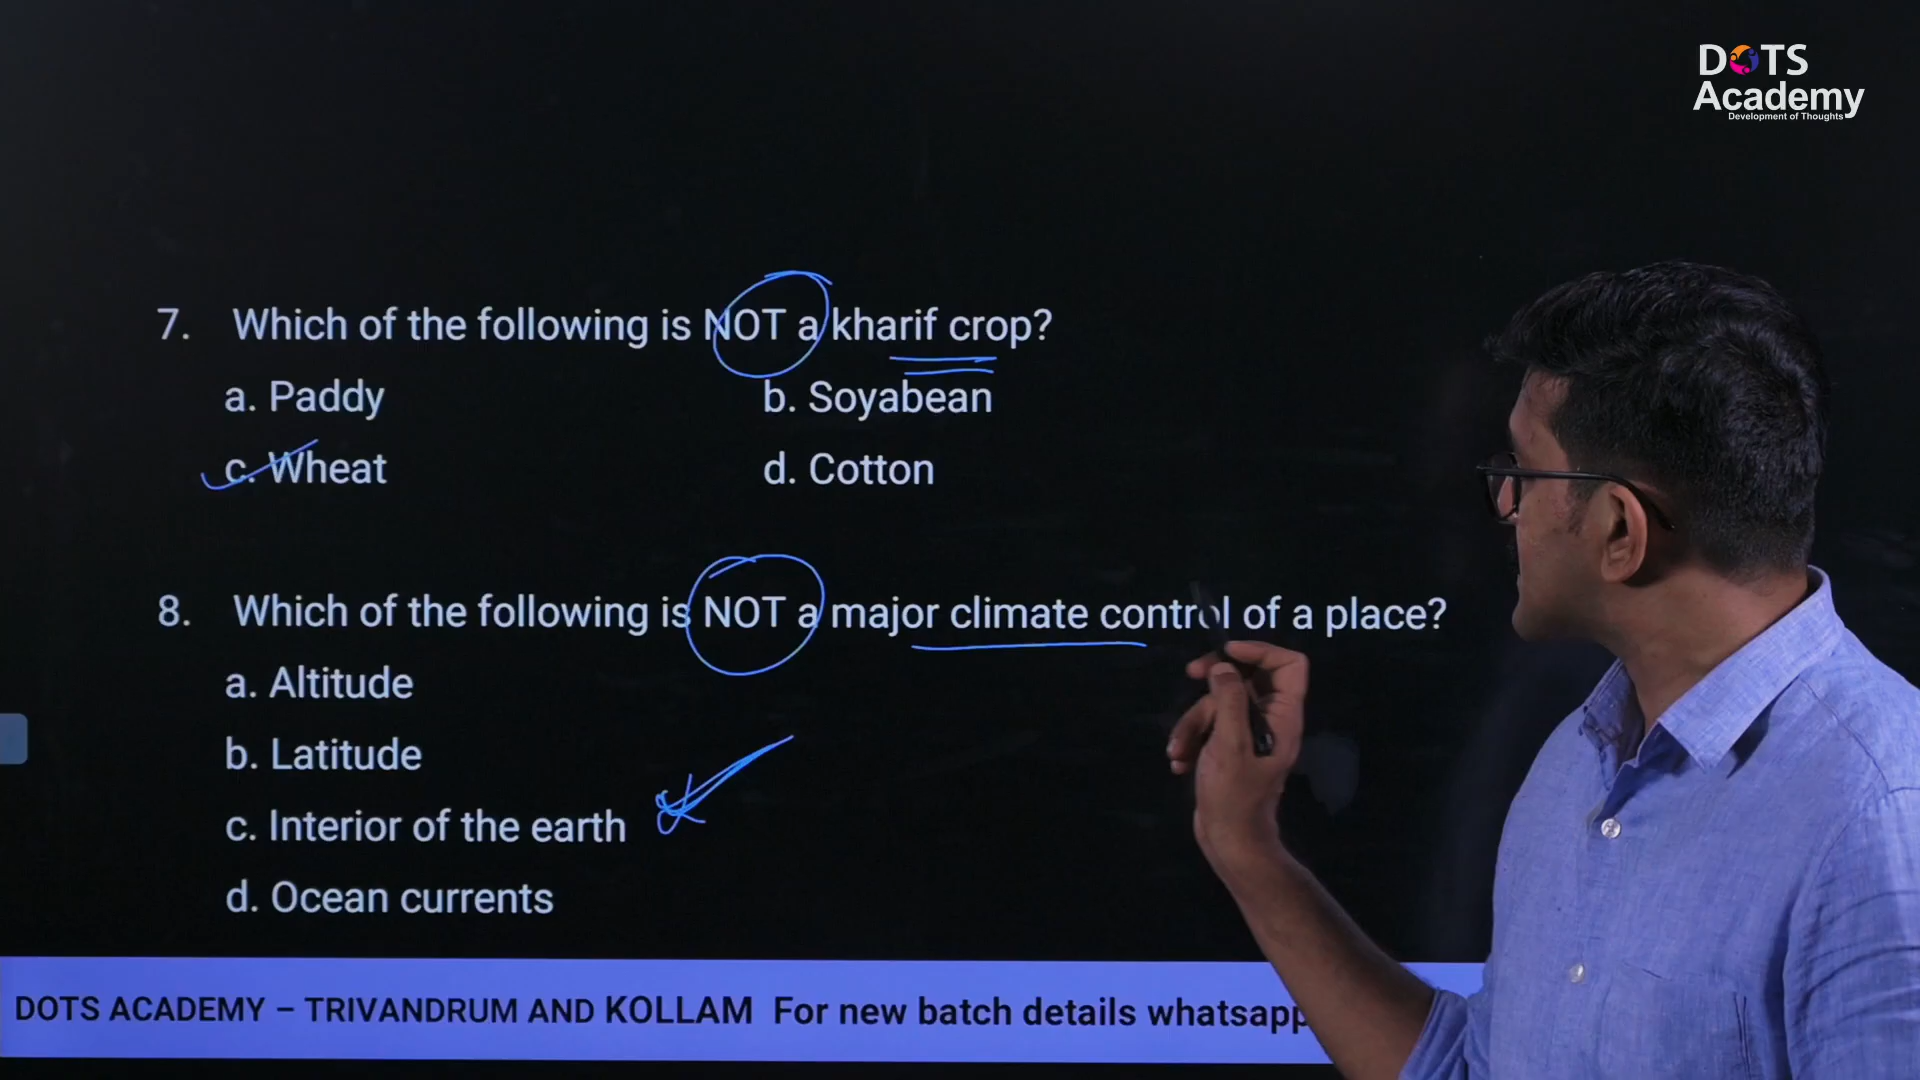 DOTS
Academy
Development of Thoughts
7. Which of the following is NOT a kharif crop?
a. Paddy b. Soyabean
c. Wheat d. Cotton
8. Which of the following is NOT a major climate control of a place?
a. Altitude
b. Latitude
c. Interior of the earth
d. Ocean currents
DOTS ACADEMY – TRIVANDRUM AND KOLLAM For new batch details whatsapp